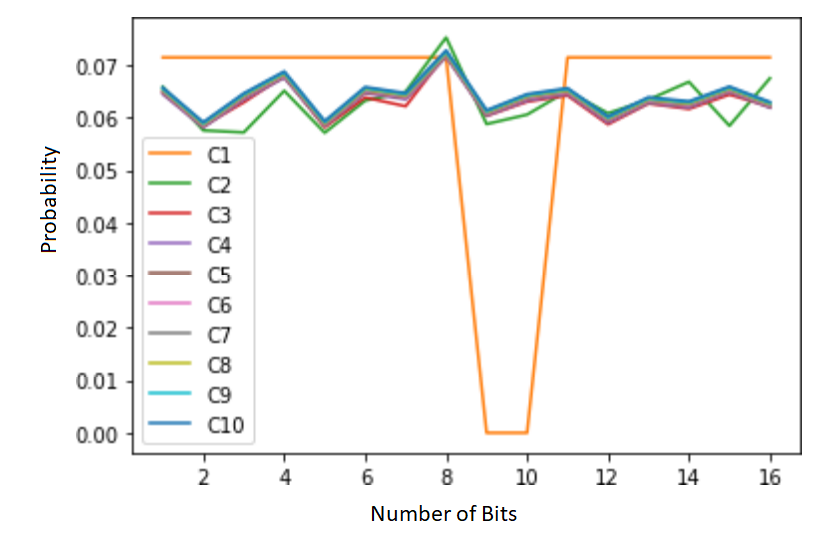 0.07
0.06
0.05
0.04
0.03
0.02
0.01
0.00
Probability
C1
C2
C3
C4
C5
C6
C7
C8
C9
C10
2 4 6 8 10 12 14 16
Number of Bits